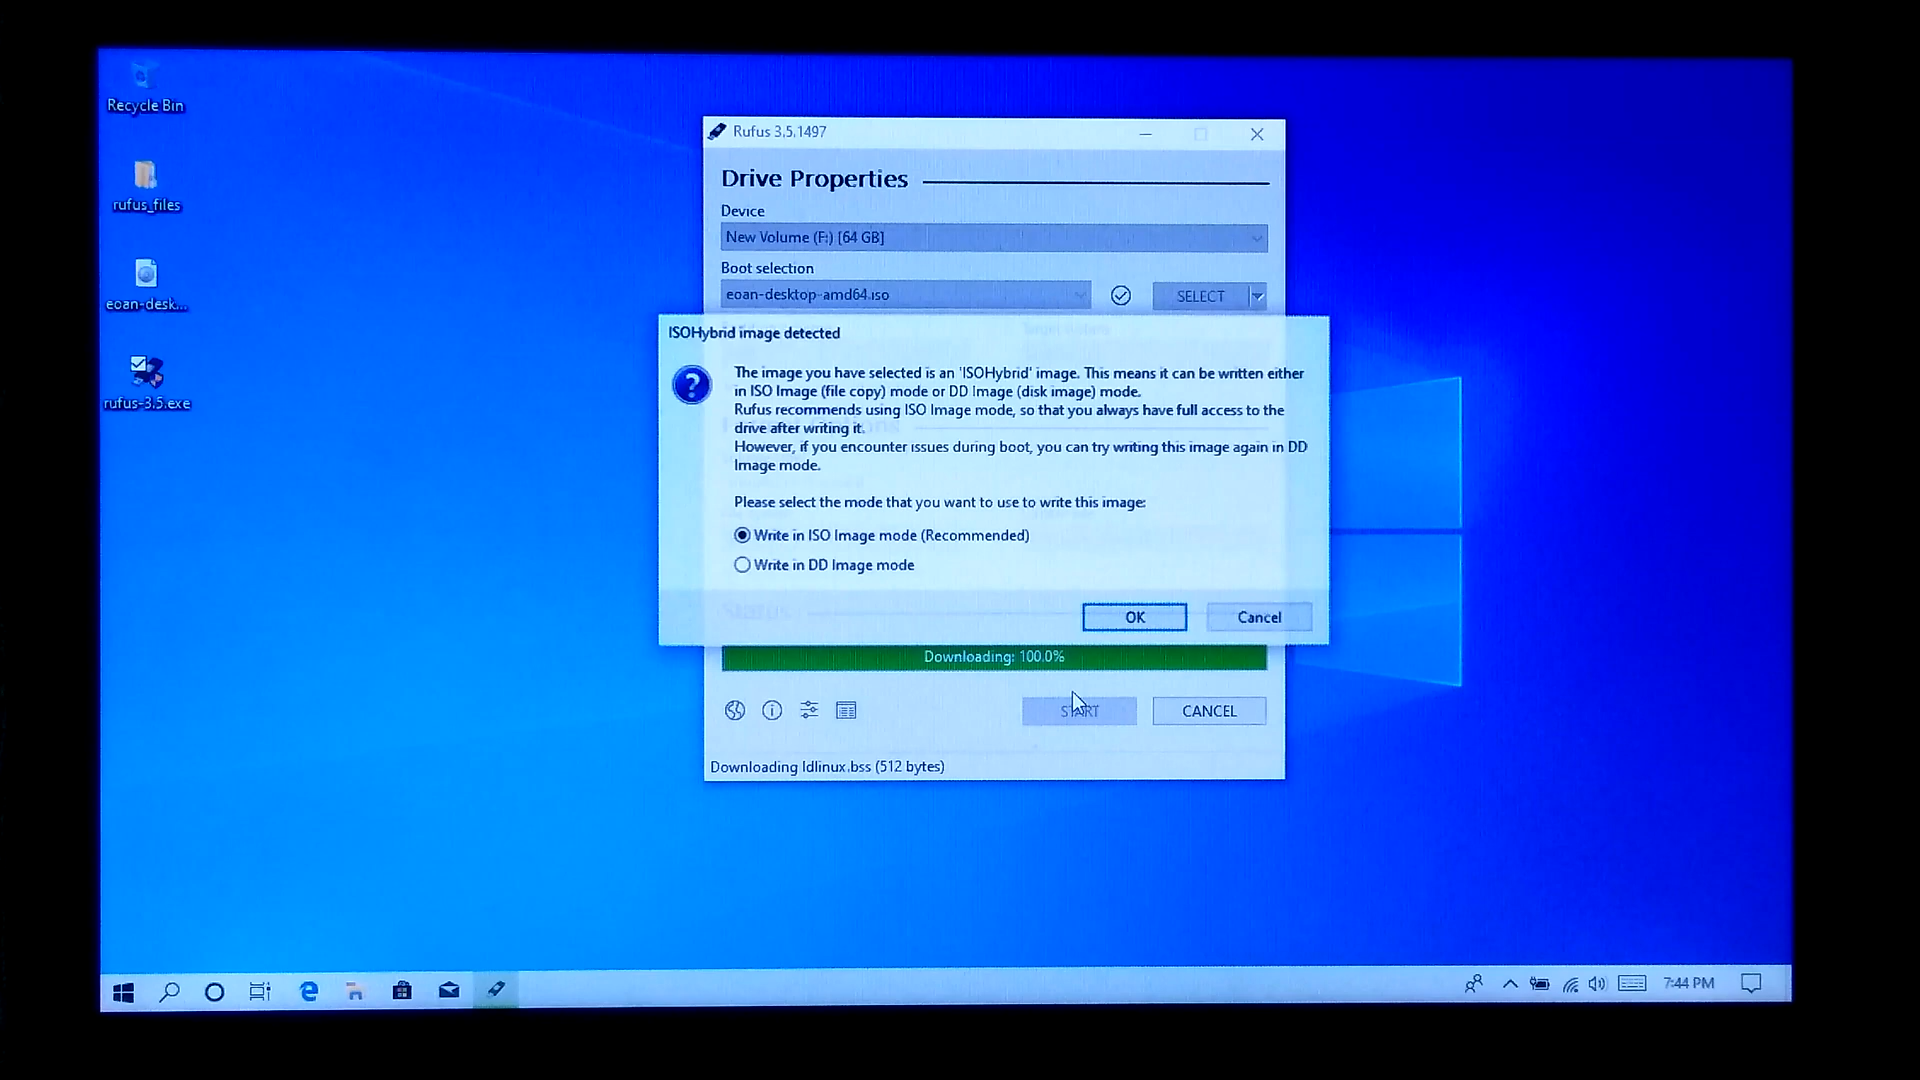 Recycle Bin
rufus_files
eoan-desk...
rufus-3.5.exe
Rufus 3.5.1497
Drive Properties
Device
New Volume (F:) [64 GB]
Boot selection
eoan-desktop-amd64.iso
SELECT
ISOHybrid image detected
The image you have selected is an 'ISOHybrid' image. This means it can be written either
in ISO Image (file copy) mode or DD Image (disk image) mode.
Rufus recommends using ISO Image mode, so that you always have full access to the
drive after writing it.
However, if you encounter issues during boot, you can try writing this image again in DD
Image mode.
Please select the mode that you want to use to write this image:
Write in ISO Image mode (Recommended)
Write in DD Image mode
Status
OK
Cancel
Downloading: 100.0%
START
CANCEL
Downloading ldlinux.bss (512 bytes)
7:44 PM